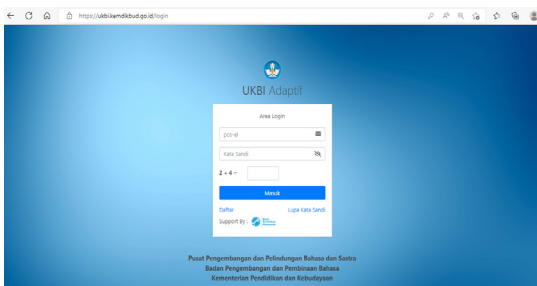 https://ukbi.kemdikbud.go.id/login
UKBI Adaptif
Area Login
pos-el
Kata Sandi
2 + 4 =
Masuk
Daftar Lupa Kata Sandi
Support By :
Pusat Pengembangan dan Pelindungan Bahasa dan Sastra
Badan Pengembangan dan Pembinaan Bahasa
Kementerian Pendidikan dan Kebudayaan